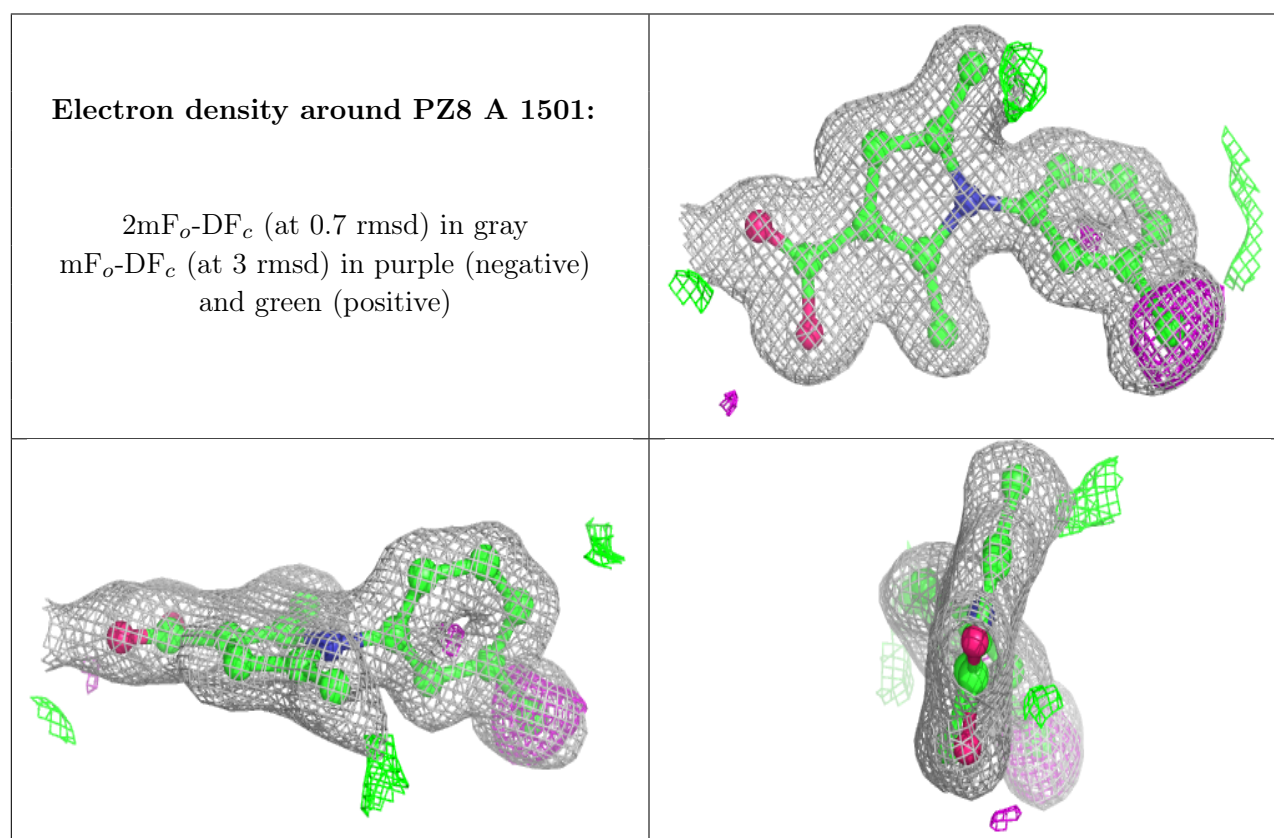 Electron density around PZ8 A 1501:
2mFo-DFc (at 0.7 rmsd) in gray
mFo-DFc (at 3 rmsd) in purple (negative)
and green (positive)